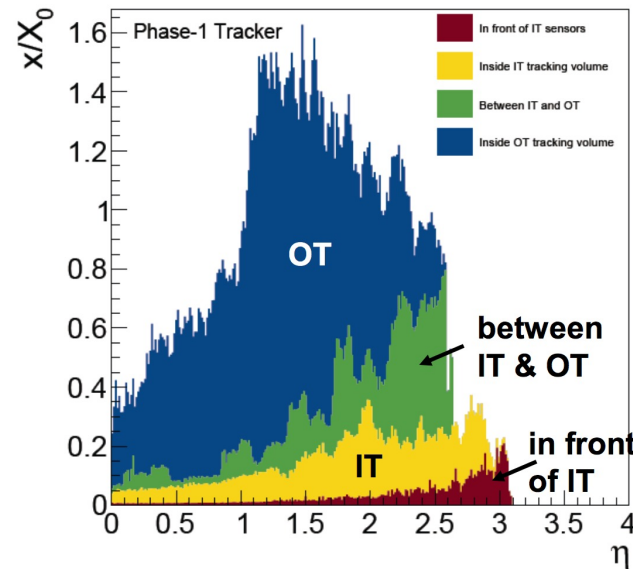 Phase-1 Tracker
In front of IT sensors
Inside IT tracking volume
Between IT and OT
Inside OT tracking volume
x/X0
1.6
1.4
1.2
1
0.8
0.6
0.4
0.2
0
OT
between
IT & OT
IT
in front
of IT
0 0.5 1 1.5 2 2.5 3 3.5 4
η